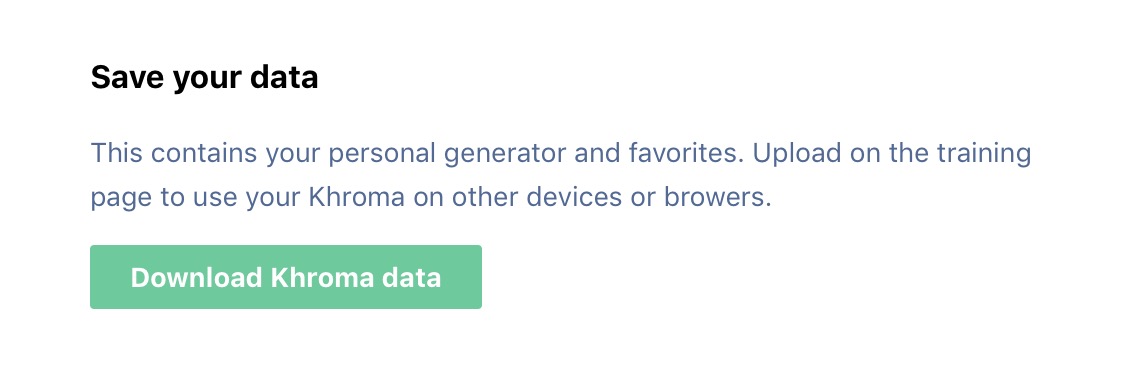 Save your data
This contains your personal generator and favorites. Upload on the training
page to use your Khroma on other devices or browers.
Download Khroma data